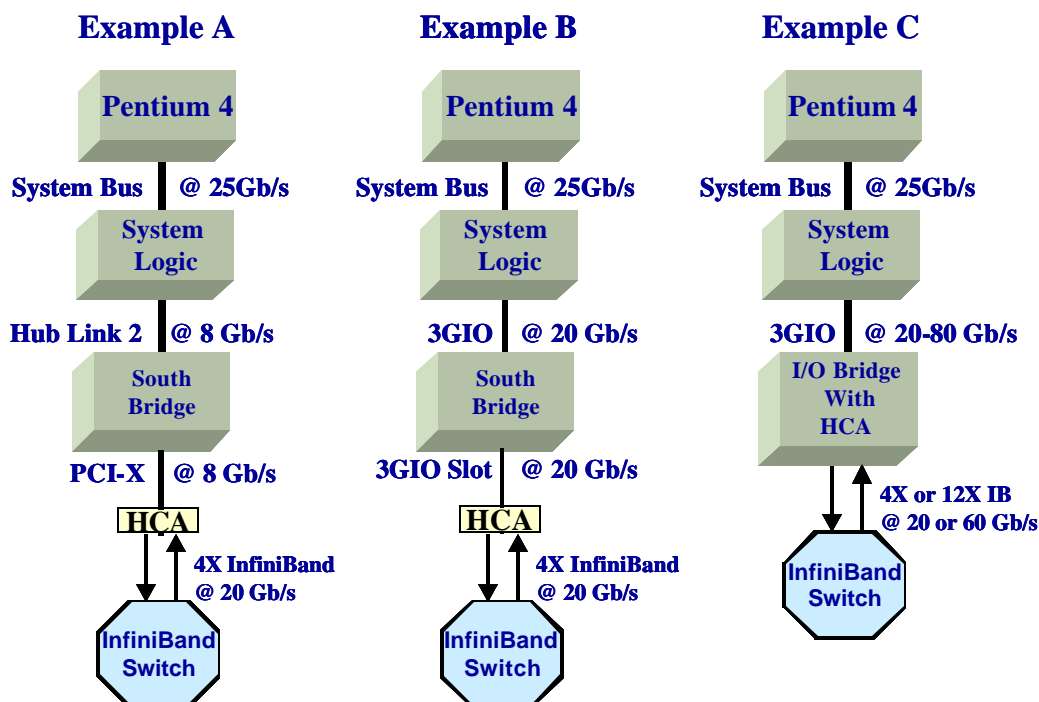 Example A
Pentium 4
System Bus @ 25Gb/s
System
Logic
Hub Link 2 @ 8 Gb/s
South
Bridge
PCI-X @ 8 Gb/s
HCA
4X InfiniBand
@ 20 Gb/s
InfiniBand
Switch
Example B
Pentium 4
System Bus @ 25Gb/s
System
Logic
3GIO @ 20 Gb/s
South
Bridge
3GIO Slot @ 20 Gb/s
HCA
4X InfiniBand
@ 20 Gb/s
InfiniBand
Switch
Example C
Pentium 4
System Bus @ 25Gb/s
System
Logic
3GIO @ 20-80 Gb/s
I/O Bridge
With
HCA
4X or 12X IB
@ 20 or 60 Gb/s
InfiniBand
Switch